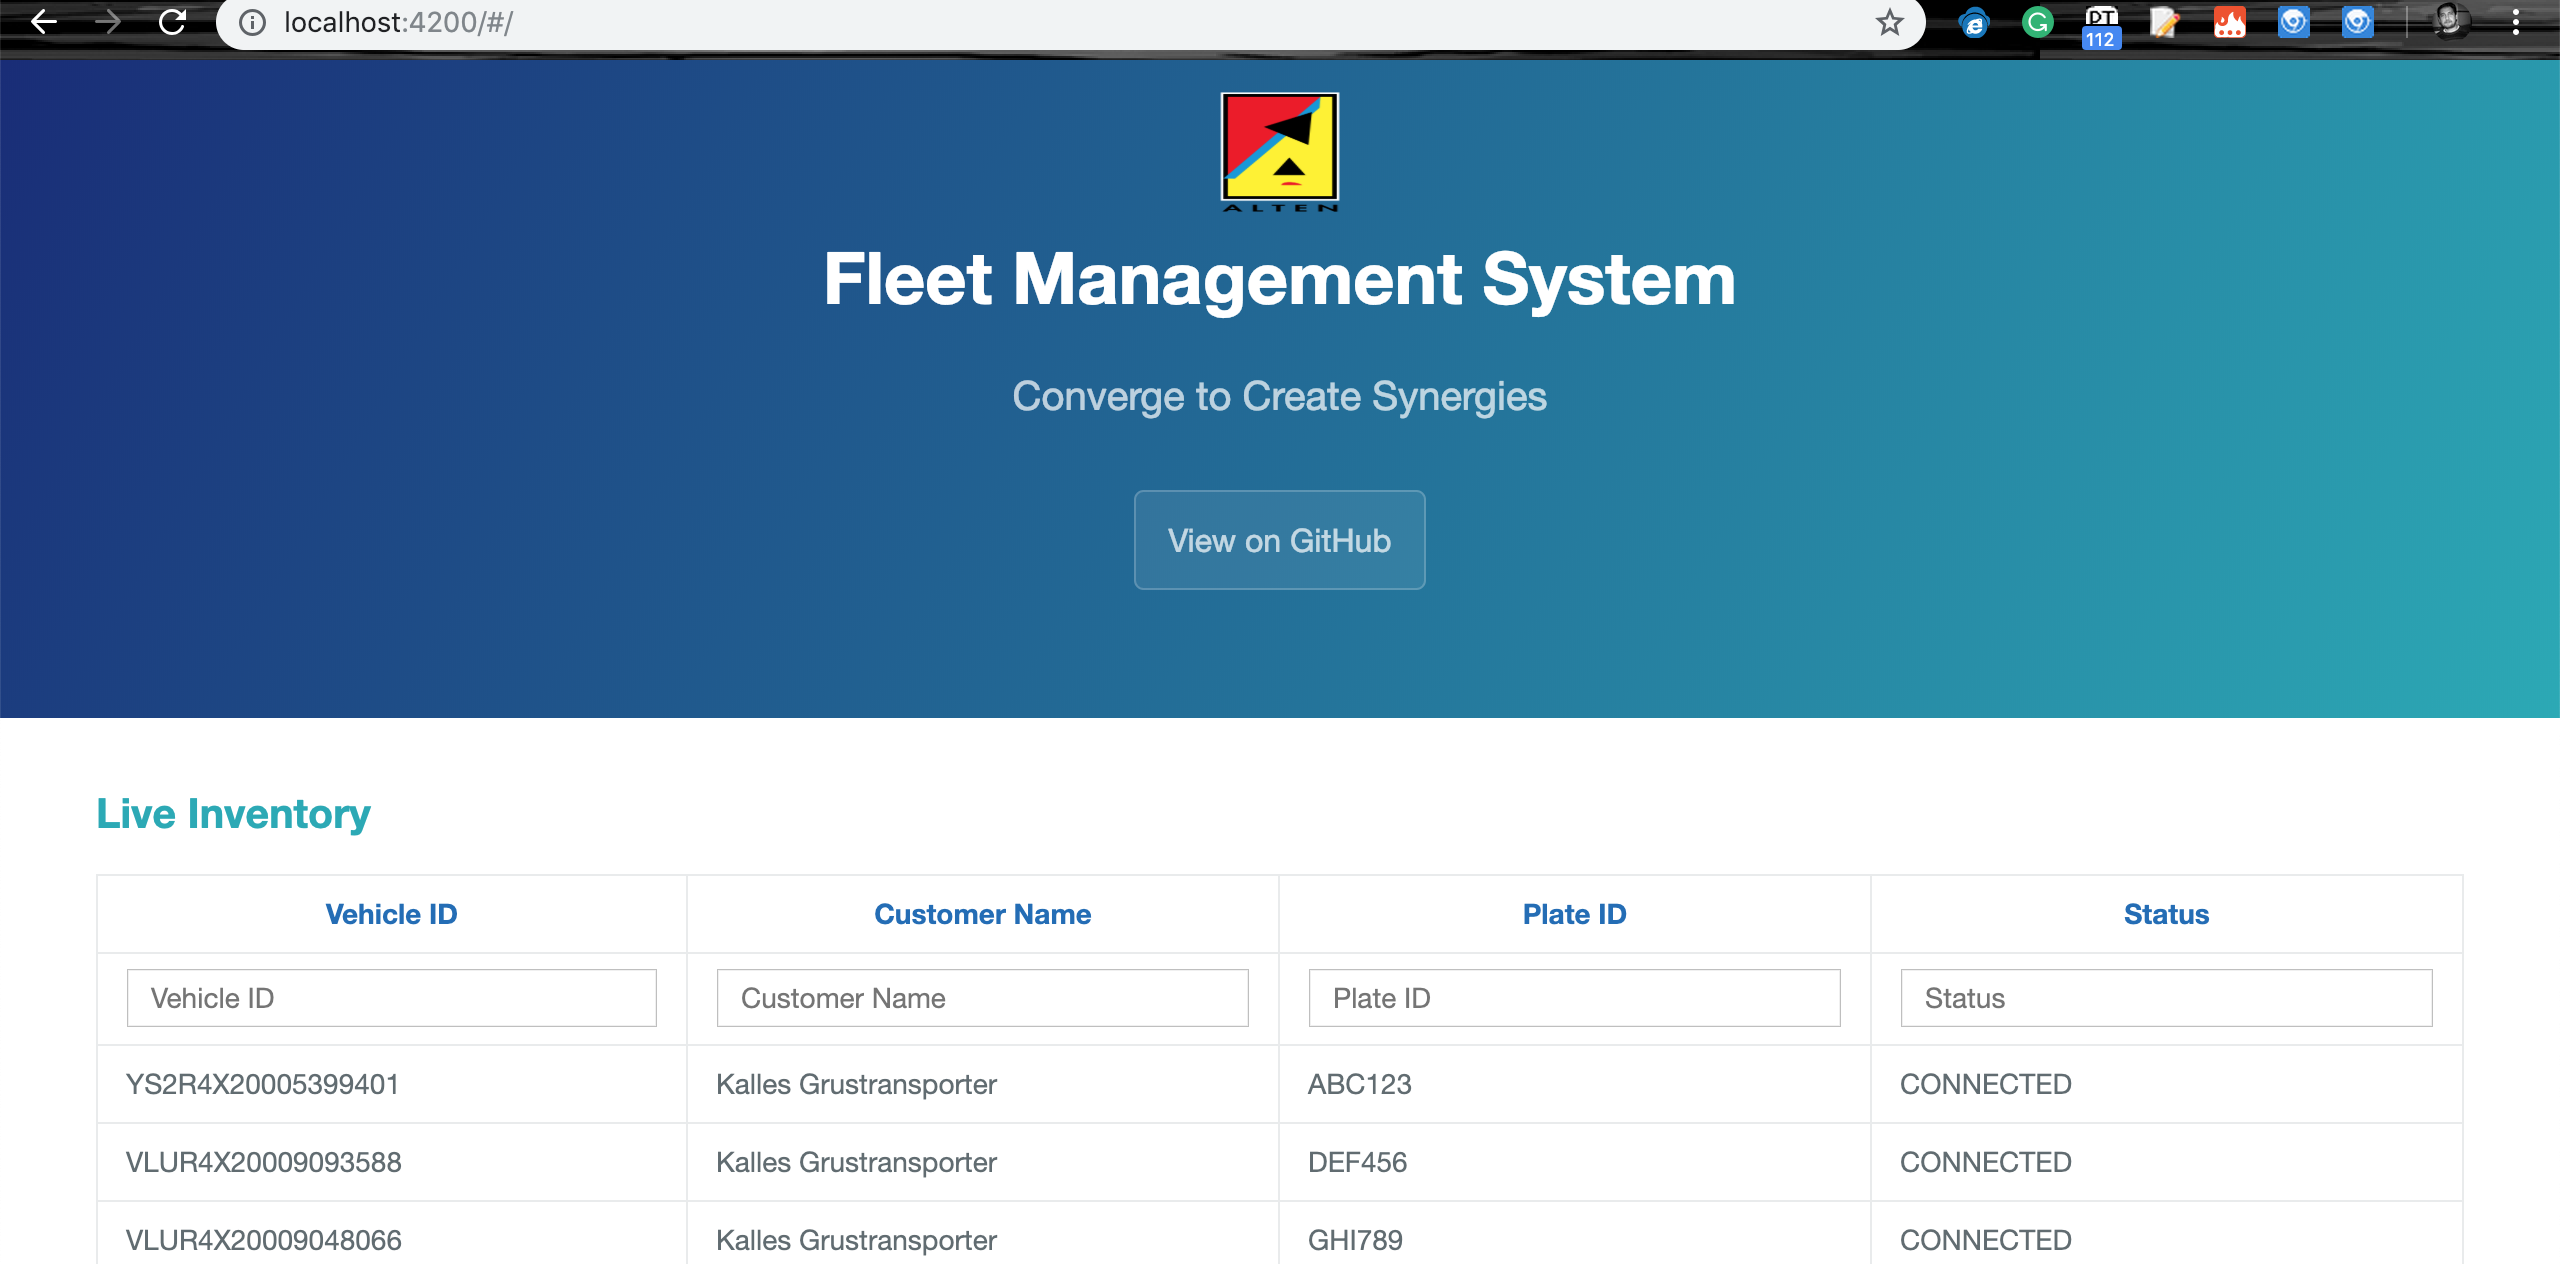 localhost:4200/#/
PT
112
ALTEN
Fleet Management System
Converge to Create Synergies
View on GitHub
Live Inventory
Vehicle ID Customer Name Plate ID Status
Vehicle ID Customer Name Plate ID Status
YS2R4X20005399401 Kalles Grustransporter ABC123 CONNECTED
VLUR4X20009093588 Kalles Grustransporter DEF456 CONNECTED
VLUR4X20009048066 Kalles Grustransporter GHI789 CONNECTED